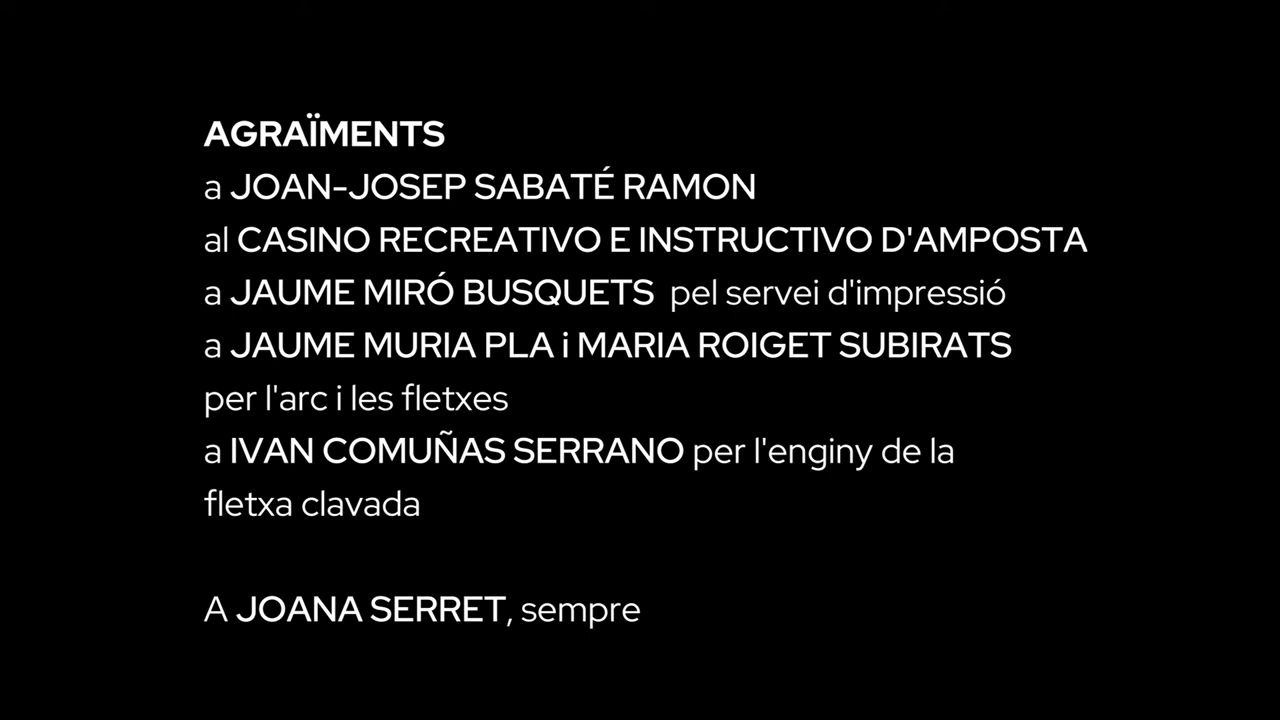 AGRAÏMENTS
a JOAN-JOSEP SABATÉ RAMON
al CASINO RECREATIVO E INSTRUCTIVO D'AMPOSTA
a JAUME MIRÓ BUSQUETS pel servei d'impressió
a JAUME MURIA PLA i MARIA ROIGET SUBIRATS
per l'arc i les fletxes
a IVAN COMUÑAS SERRANO per l'enginy de la
fletxa clavada
A JOANA SERRET, sempre